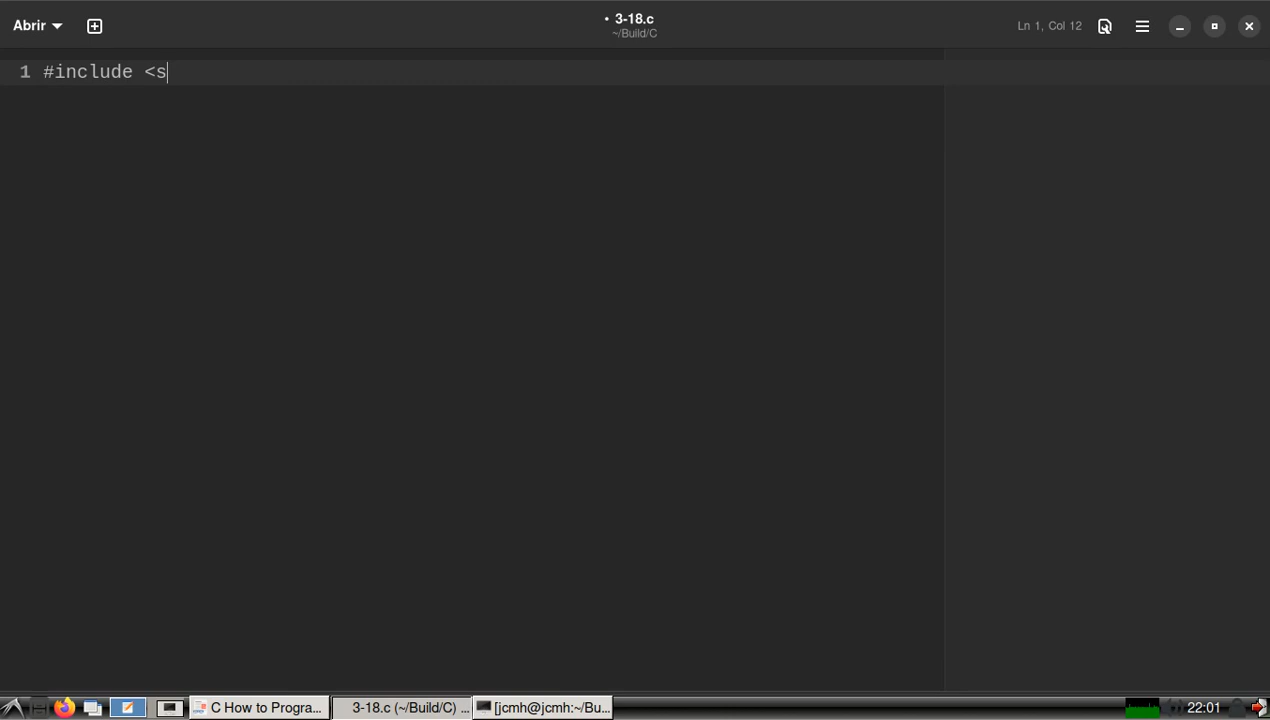 Abrir
• 3-18.c
~/Build/C
Ln 1, Col 12
1 #include <s
C How to Progra...
3-18.c (~/Build/C) ...
[jcmh@jcmh:~/Bu...
22:01